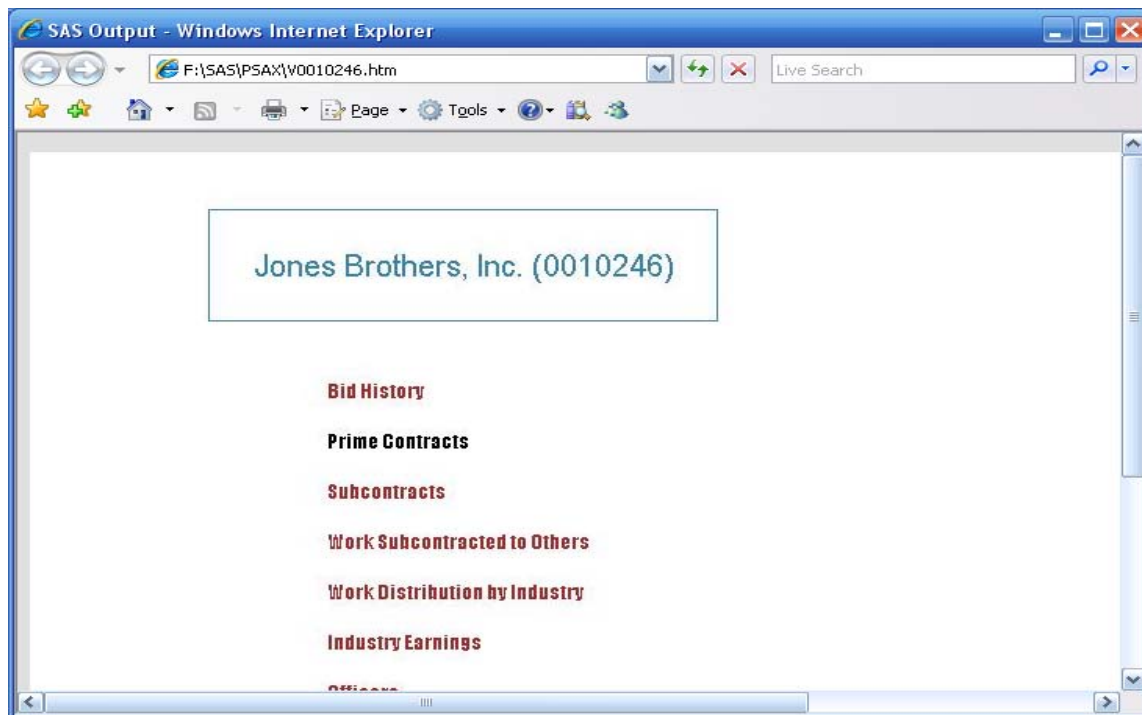 SAS Output - Windows Internet Explorer
F:\SAS\PSAX\V0010246.htm
Live Search
Page
Tools
Jones Brothers, Inc. (0010246)
Bid History
Prime Contracts
Subcontracts
Work Subcontracted to Others
Work Distribution by Industry
Industry Earnings
Officers